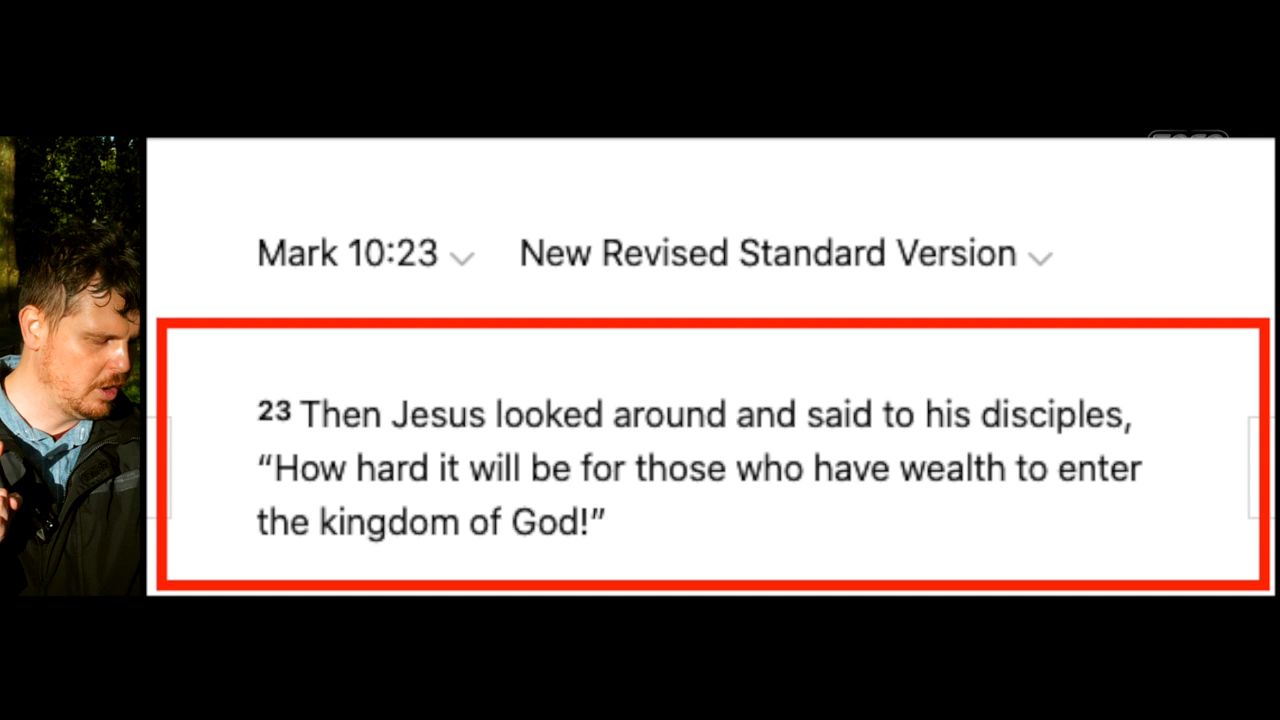 Mark 10:23 New Revised Standard Version
23 Then Jesus looked around and said to his disciples,
“How hard it will be for those who have wealth to enter
the kingdom of God!”